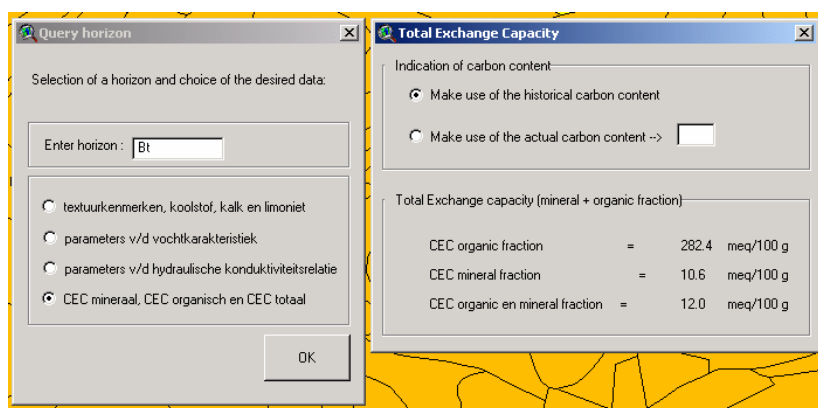 Query horizon
Selection of a horizon and choice of the desired data:
Enter horizon : Bt
textuurkenmerken, koolstof, kalk en limoniet
parameters v/d vochtkarakteristiek
parameters v/d hydraulische konduktiviteitsrelatie
CEC mineraal, CEC organisch en CEC totaal
OK
Total Exchange Capacity
Indication of carbon content
Make use of the historical carbon content
Make use of the actual carbon content -->
Total Exchange capacity (mineral + organic fraction)
CEC organic fraction = 282.4 meq/100 g
CEC mineral fraction = 10.6 meq/100 g
CEC organic en mineral fraction = 12.0 meq/100 g